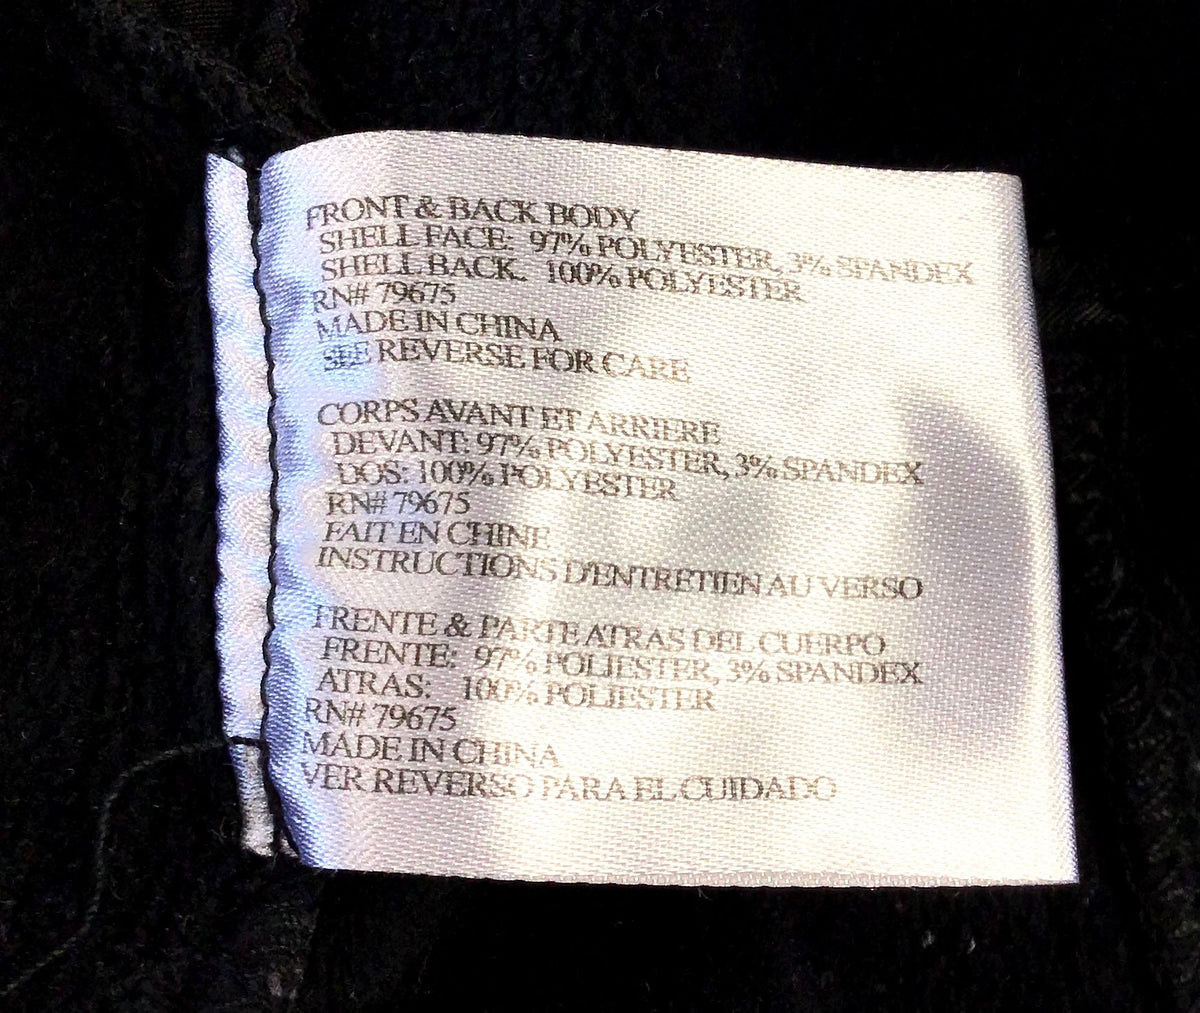 FRONT & BACK BODY
SHELL FACE: 97% POLYESTER, 3% SPANDEX
SHELL BACK. 100% POLYESTER
RN# 79675
MADE IN CHINA
SEE REVERSE FOR CARE
CORPS AVANT ET ARRIERE
DEVANT: 97% POLYESTER, 3% SPANDEX
DOS: 100% POLYESTER
RN# 79675
FAIT EN CHINE
INSTRUCTIONS D'ENTRETIEN AU VERSO
FRENTE & PARTE ATRAS DEL CUERPO
FRENTE: 97% POLIESTER, 3% SPANDEX
ATRAS: 100% POLIESTER
RN# 79675
MADE IN CHINA
VER REVERSO PARA EL CUIDADO